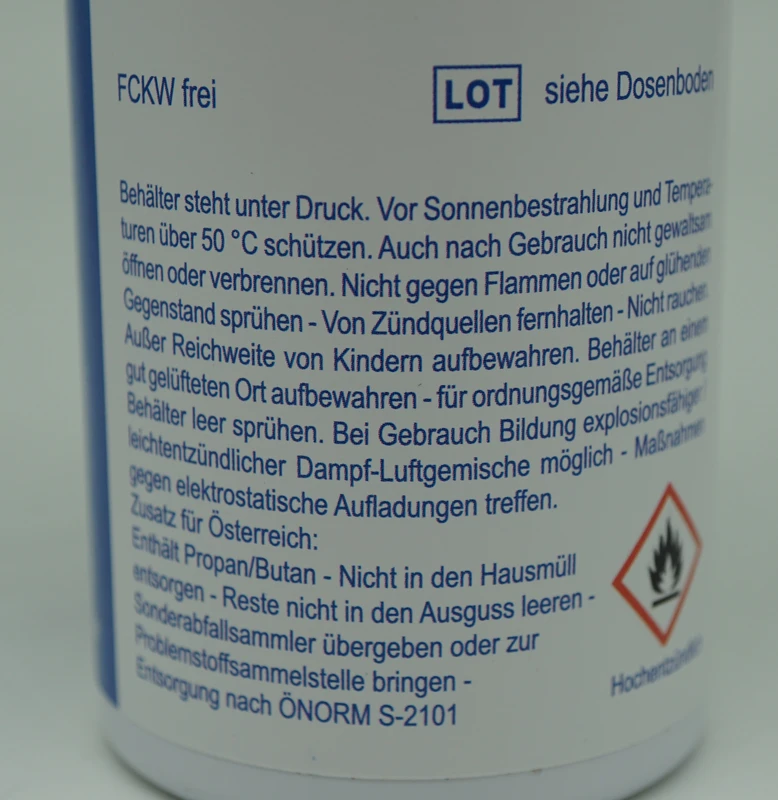 FCKW frei
LOT siehe Dosenboden
Behälter steht unter Druck. Vor Sonnenbestrahlung und Tempera-
turen über 50 °C schützen. Auch nach Gebrauch nicht gewaltsam
öffnen oder verbrennen. Nicht gegen Flammen oder auf glühenden
Gegenstand sprühen - Von Zündquellen fernhalten - Nicht rauchen.
Außer Reichweite von Kindern aufbewahren. Behälter an einem
gut gelüfteten Ort aufbewahren - für ordnungsgemäße Entsorgung
Behälter leer sprühen. Bei Gebrauch Bildung explosionsfähiger /
leichtentzündlicher Dampf-Luftgemische möglich - Maßnahmen
gegen elektrostatische Aufladungen treffen.
Zusatz für Österreich:
Enthält Propan/Butan - Nicht in den Hausmüll
entsorgen - Reste nicht in den Ausguss leeren -
Sonderabfallsammler übergeben oder zur
Problemstoffsammelstelle bringen -
Entsorgung nach ÖNORM S-2101
Hochentzündlich